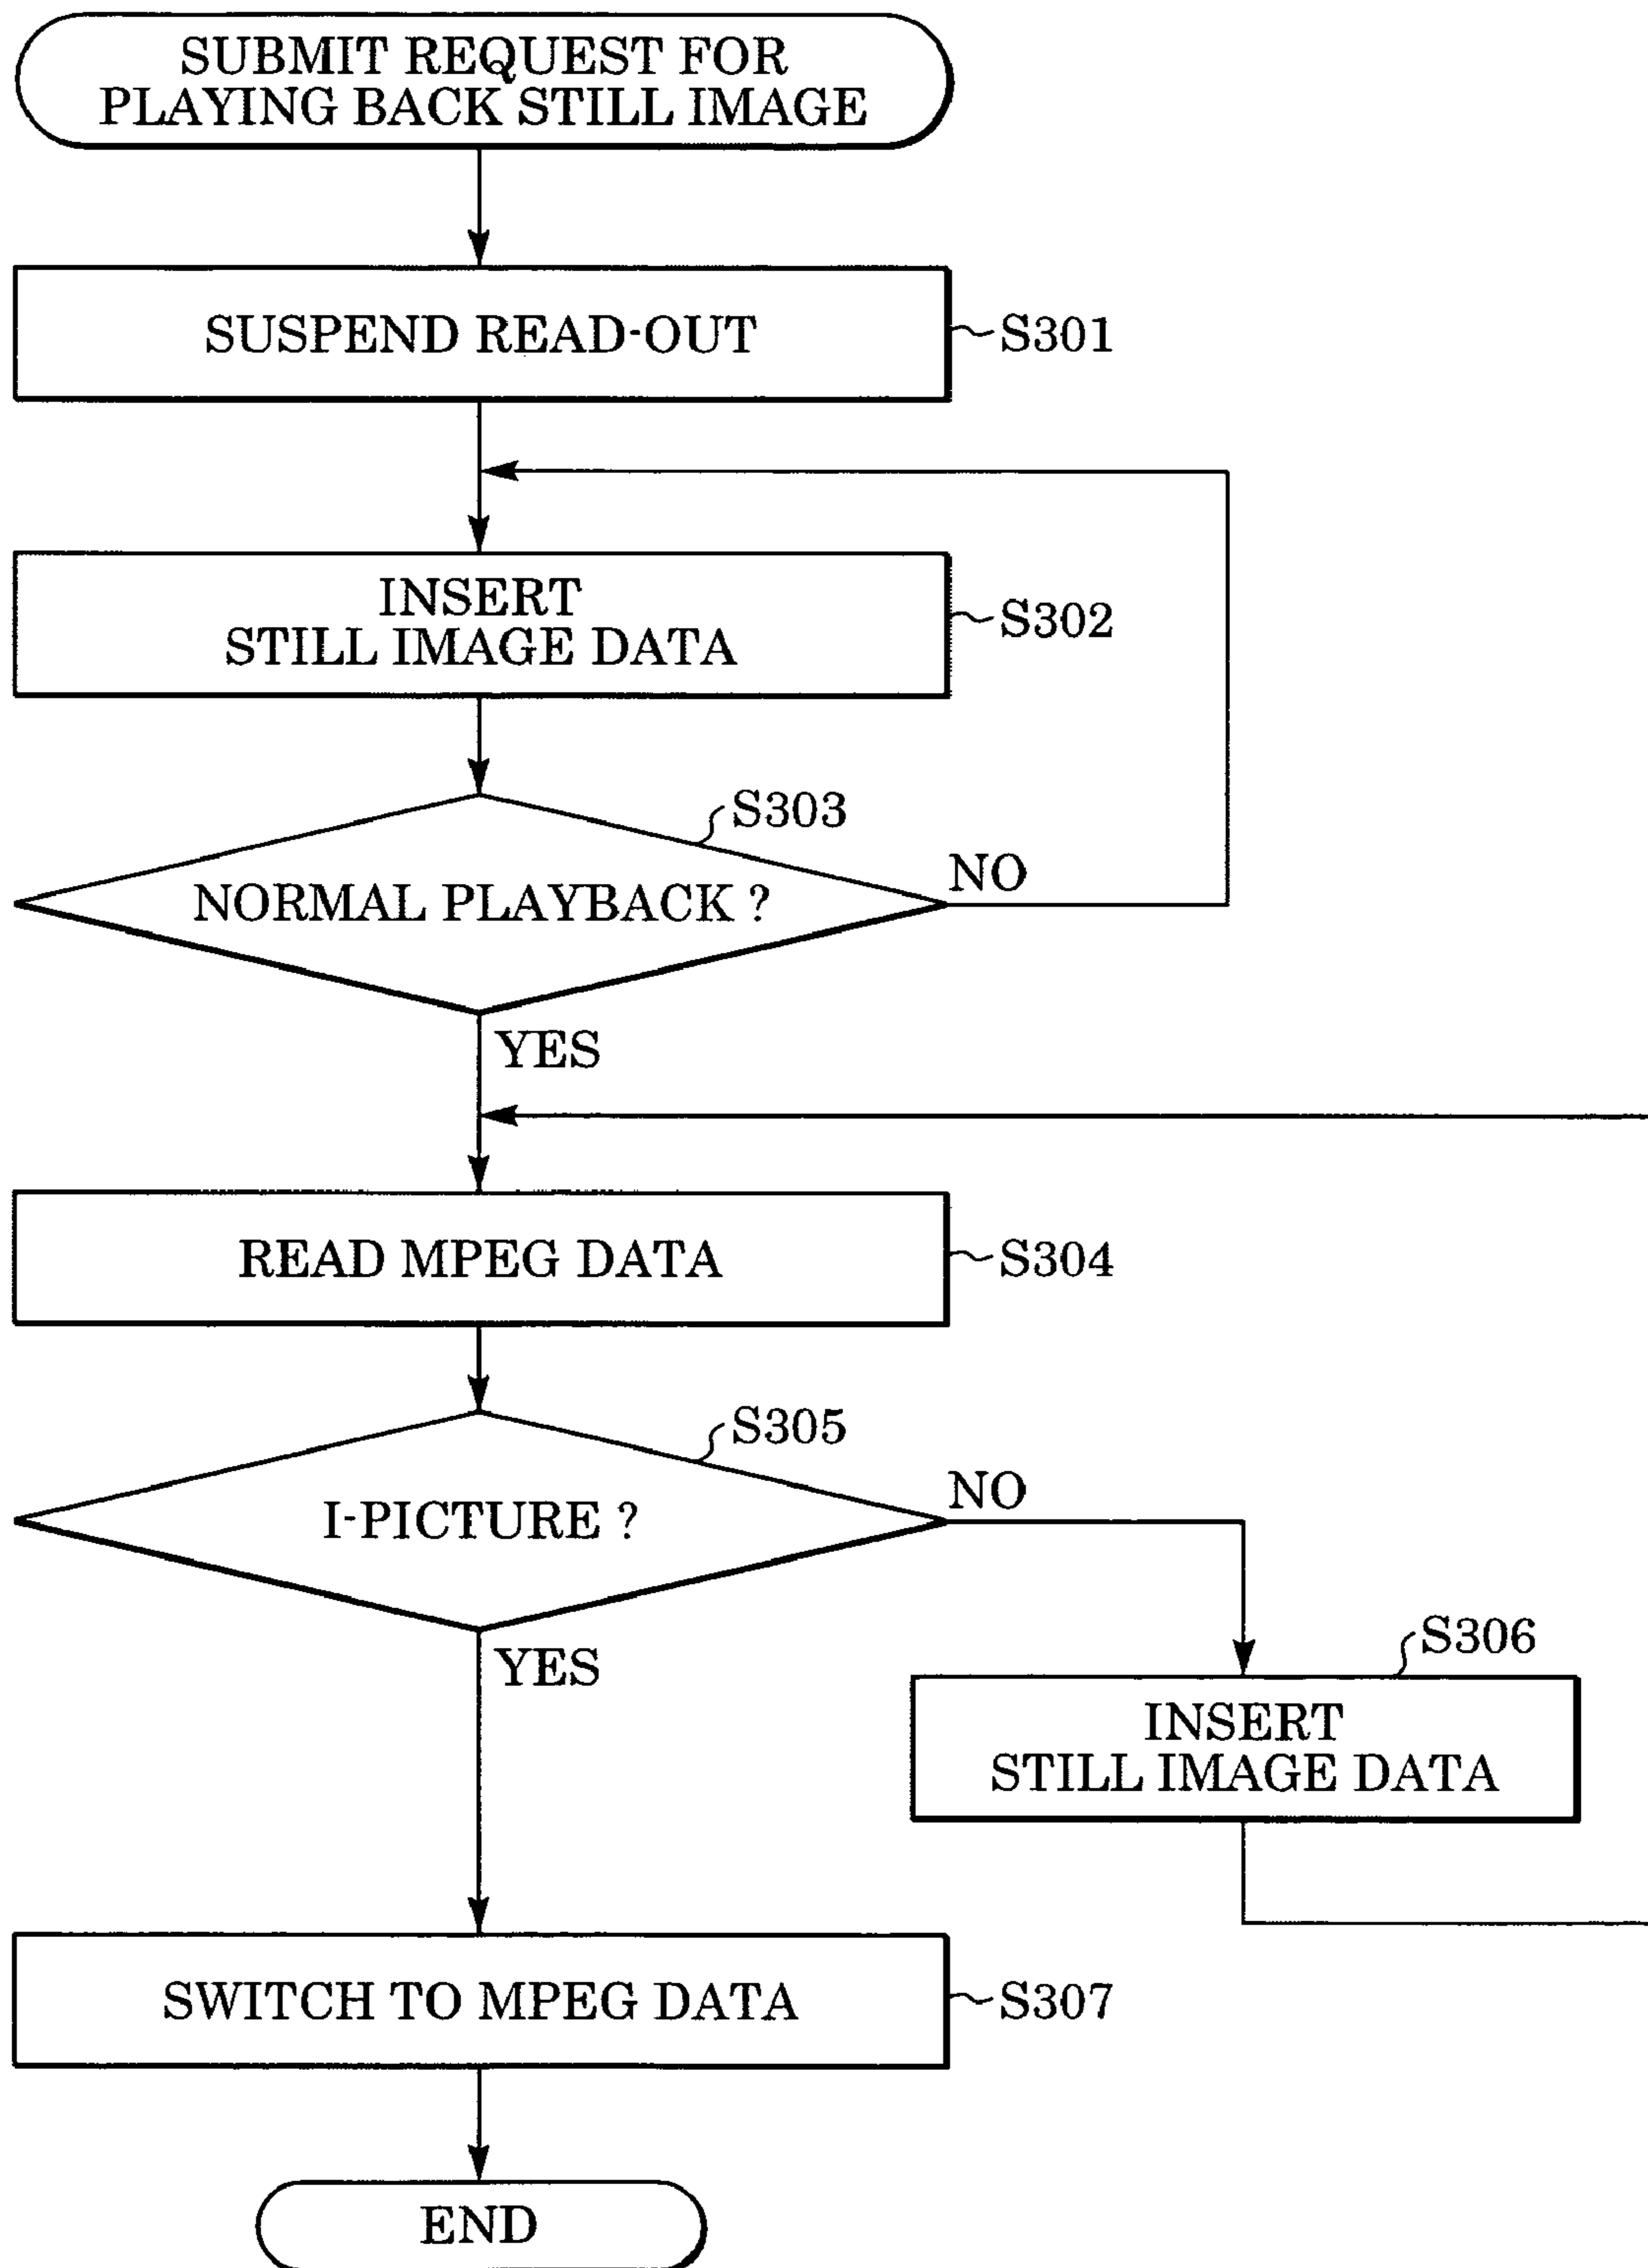 SUBMIT REQUEST FOR
PLAYING BACK STILL IMAGE
SUSPEND READ-OUT
S301
INSERT
STILL IMAGE DATA
S302
S303
NORMAL PLAYBACK ?
NO
YES
READ MPEG DATA
S304
S305
I-PICTURE ?
NO
YES
S306
INSERT
STILL IMAGE DATA
SWITCH TO MPEG DATA
S307
END